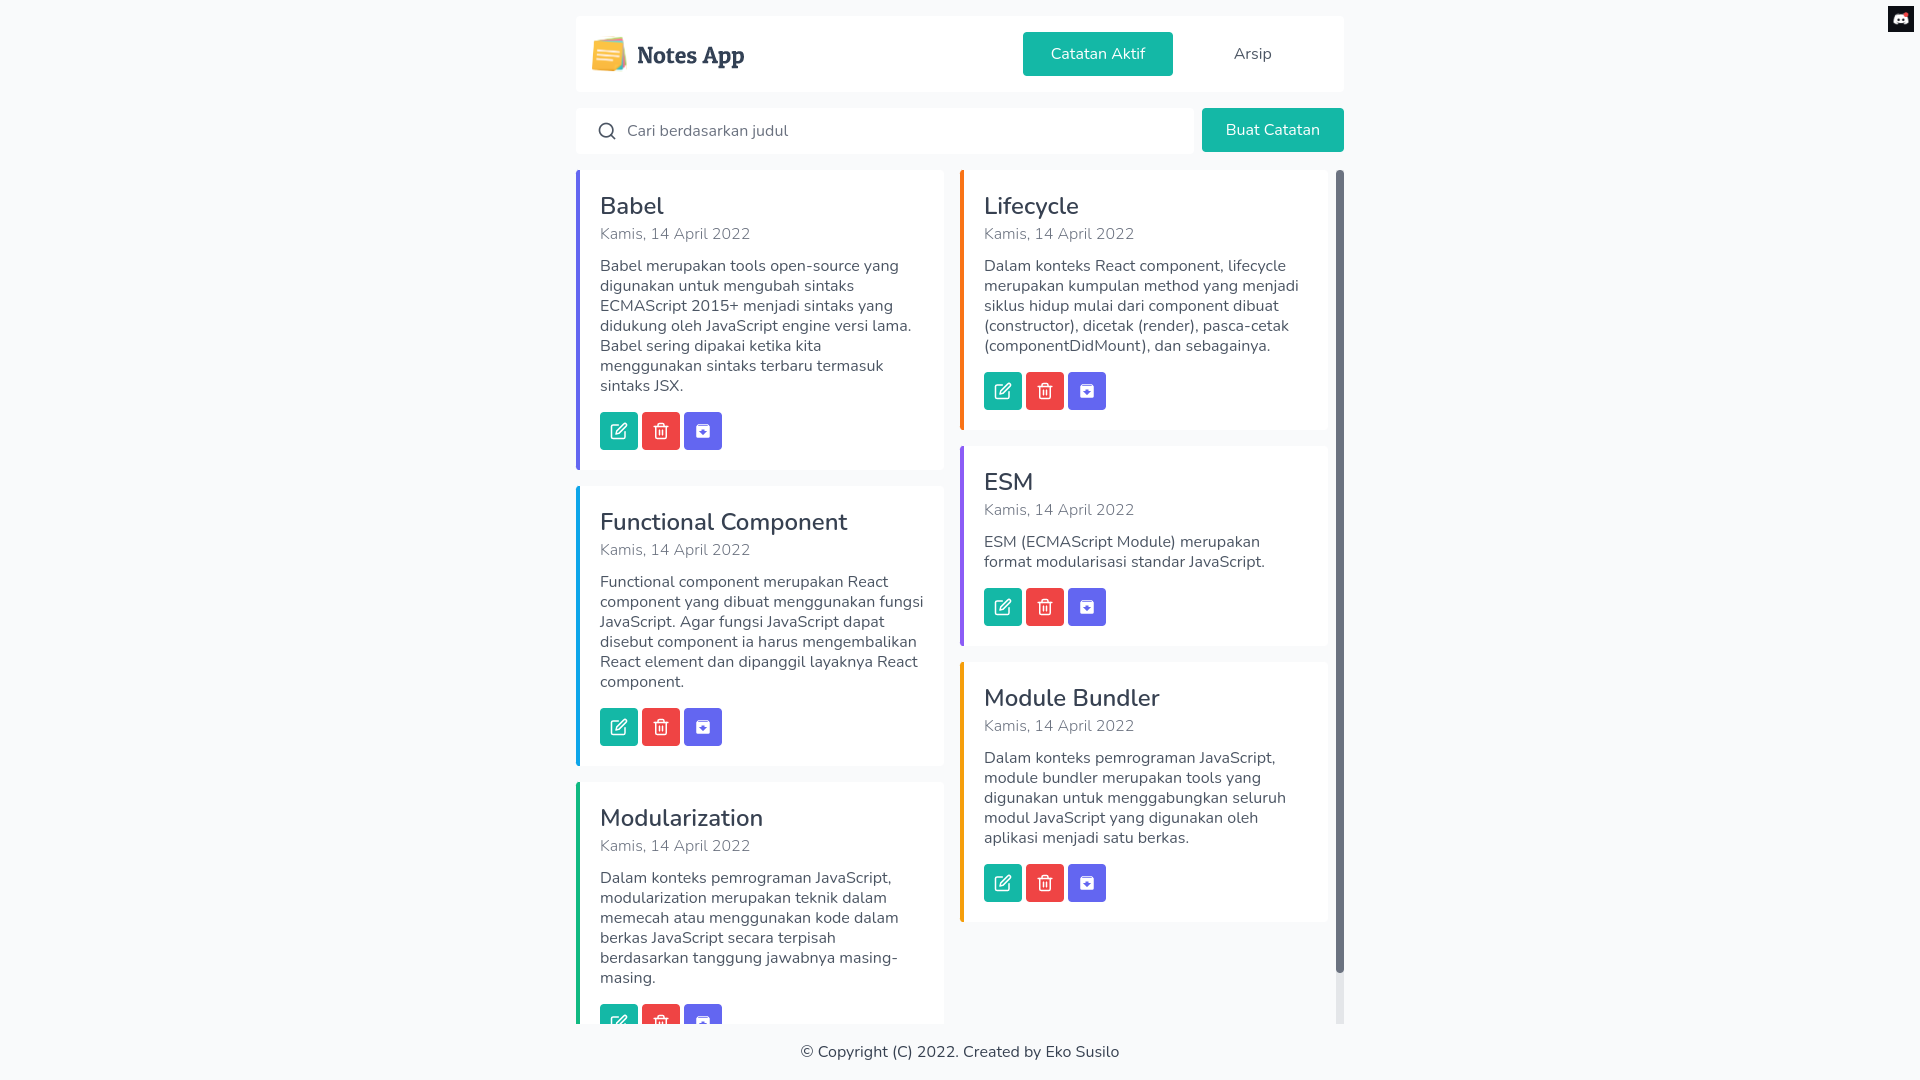 Notes App
Catatan Aktif
Arsip
Cari berdasarkan judul
Buat Catatan
Babel
Kamis, 14 April 2022
Babel merupakan tools open-source yang
digunakan untuk mengubah sintaks
ECMAScript 2015+ menjadi sintaks yang
didukung oleh JavaScript engine versi lama.
Babel sering dipakai ketika kita
menggunakan sintaks terbaru termasuk
sintaks JSX.
Functional Component
Kamis, 14 April 2022
Functional component merupakan React
component yang dibuat menggunakan fungsi
JavaScript. Agar fungsi JavaScript dapat
disebut component ia harus mengembalikan
React element dan dipanggil layaknya React
component.
Modularization
Kamis, 14 April 2022
Dalam konteks pemrograman JavaScript,
modularization merupakan teknik dalam
memecah atau menggunakan kode dalam
berkas JavaScript secara terpisah
berdasarkan tanggung jawabnya masing-
masing.
Lifecycle
Kamis, 14 April 2022
Dalam konteks React component, lifecycle
merupakan kumpulan method yang menjadi
siklus hidup mulai dari component dibuat
(constructor), dicetak (render), pasca-cetak
(componentDidMount), dan sebagainya.
ESM
Kamis, 14 April 2022
ESM (ECMAScript Module) merupakan
format modularisasi standar JavaScript.
Module Bundler
Kamis, 14 April 2022
Dalam konteks pemrograman JavaScript,
module bundler merupakan tools yang
digunakan untuk menggabungkan seluruh
modul JavaScript yang digunakan oleh
aplikasi menjadi satu berkas.
© Copyright (C) 2022. Created by Eko Susilo